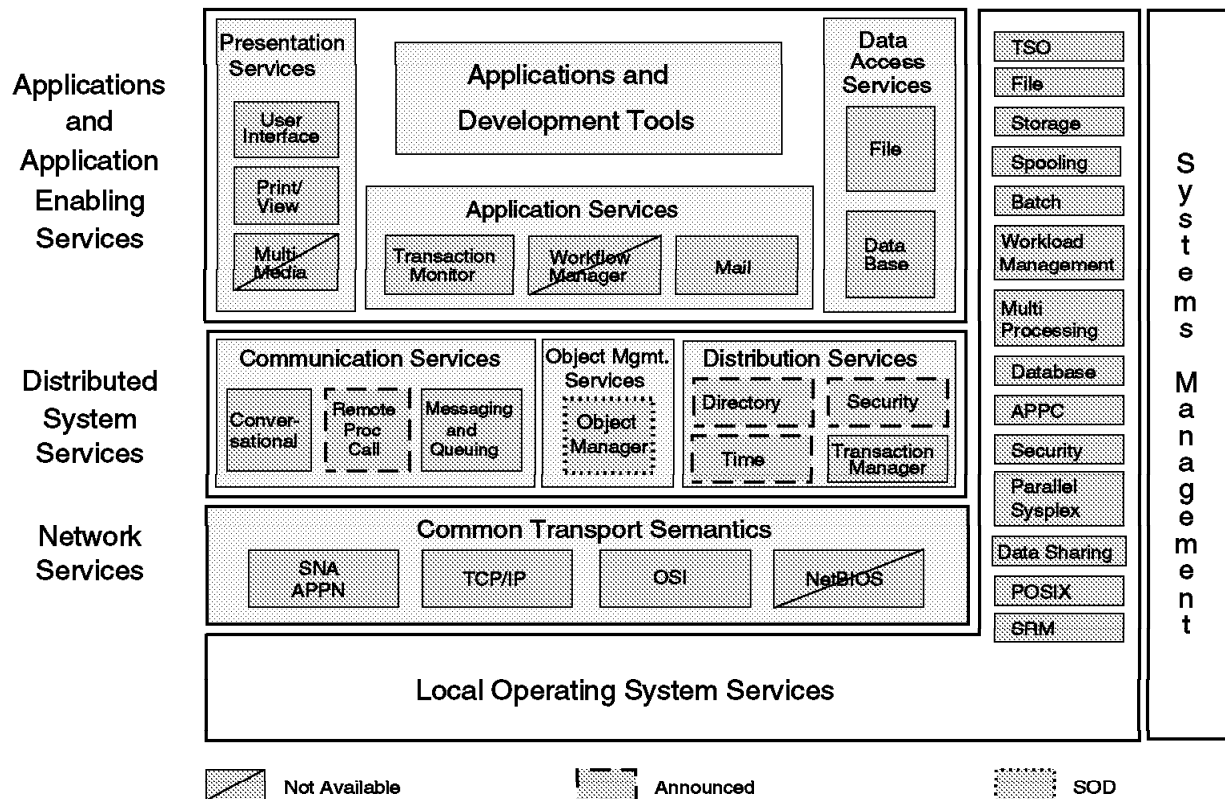 Applications
and
Application
Enabling
Services
Presentation
Services
User
Interface
Print/
View
Multi
Media
Applications and
Development Tools
Application Services
Transaction
Monitor
Workflow
Manager
Mail
Data
Access
Services
File
Data
Base
Distributed
System
Services
Communication Services
Conver-
sational
Remote
Proc
Call
Messaging
and
Queuing
Object Mgmt.
Services
Object
Manager
Distribution Services
Directory
Security
Time
Transaction
Manager
Network
Services
Common Transport Semantics
SNA
APPN
TCP/IP
OSI
NetBIOS
Local Operating System Services
TSO
File
Storage
Spooling
Batch
Workload
Management
Multi
Processing
Database
APPC
Security
Parallel
Sysplex
Data Sharing
POSIX
SRM
Systems Management
Not Available
Announced
SOD